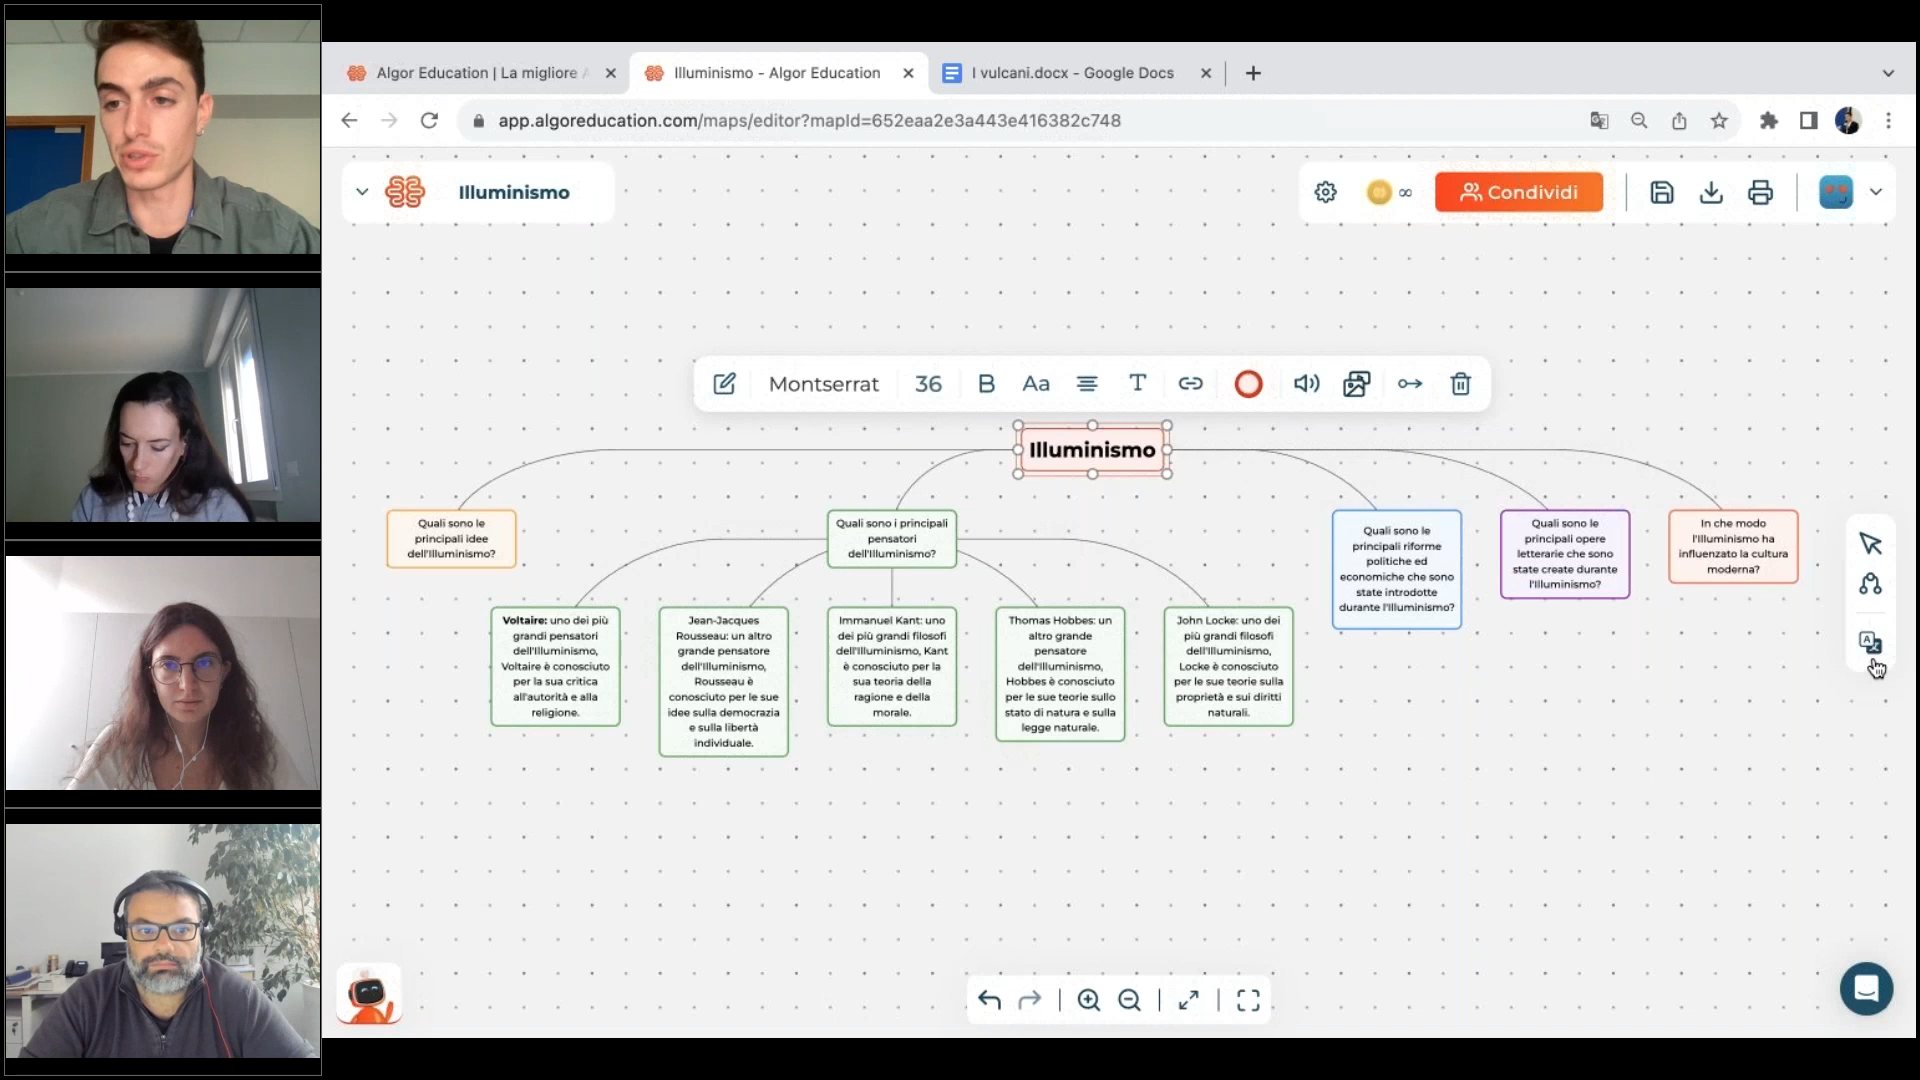 Algor Education | La migliore
Illuminismo - Algor Education
I vulcani.docx - Google Docs
app.algoreducation.com/maps/editor?mapId=652eaa2e3a443e416382c748
Illuminismo
∞
Condividi
Montserrat
36
B
Aa
T
Illuminismo
Quali sono le
principali idee
dell'Illuminismo?
Quali sono i principali
pensatori
dell'Illuminismo?
Quali sono le
principali riforme
politiche ed
economiche che sono
state introdotte
durante l'Illuminismo?
Quali sono le
principali opere
letterarie che sono
state create durante
l'Illuminismo?
In che modo
l'Illuminismo ha
influenzato la cultura
moderna?
Voltaire: uno dei più
grandi pensatori
dell'Illuminismo,
Voltaire è conosciuto
per la sua critica
all'autorità e alla
religione.
Jean-Jacques
Rousseau: un altro
grande pensatore
dell'Illuminismo,
Rousseau è
conosciuto per le sue
idee sulla democrazia
e sulla libertà
individuale.
Immanuel Kant: uno
dei più grandi filosofi
dell'Illuminismo, Kant
è conosciuto per la
sua teoria della
ragione e della
morale.
Thomas Hobbes: un
altro grande
pensatore
dell'Illuminismo,
Hobbes è conosciuto
per le sue teorie sullo
stato di natura e sulla
legge naturale.
John Locke: uno dei
più grandi filosofi
dell'Illuminismo,
Locke è conosciuto
per le sue teorie sulla
proprietà e sui diritti
naturali.